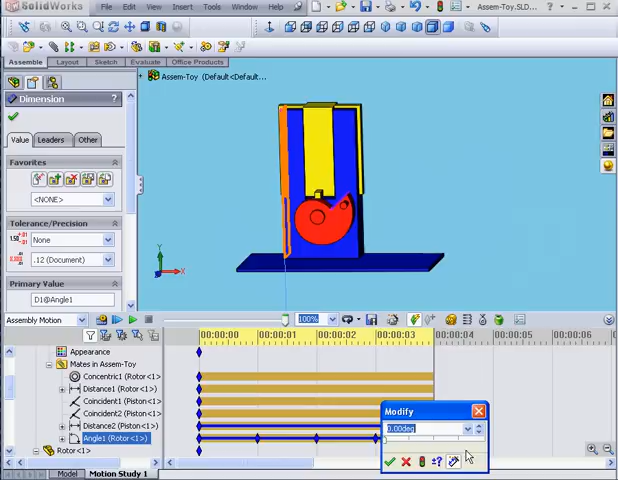 SolidWorks
File Edit View Insert Tools Toolbox Window Help
Assem-Toy.SLD...
Assemble Layout Sketch Evaluate Office Products
Assem-Toy (Default<Default...
Dimension ?
Value Leaders Other
Favorites
<NONE>
Tolerance/Precision
1.50
None
.12 (Document)
Primary Value
D1@Angle1
Y
X
Z
Assembly Motion 100%
00:00:00 00:00:01 00:00:02 00:00:03 00:00:04 00:00:05 00:00:06
Appearance
Mates in Assem-Toy
Concentric1 (Rotor<1>)
Distance1 (Rotor<1>)
Coincident1 (Piston<1>)
Coincident2 (Piston<1>)
Distance2 (Piston<1>)
Angle1 (Rotor<1>)
Rotor<1>
Modify
0.00deg
±?
Model Motion Study 1